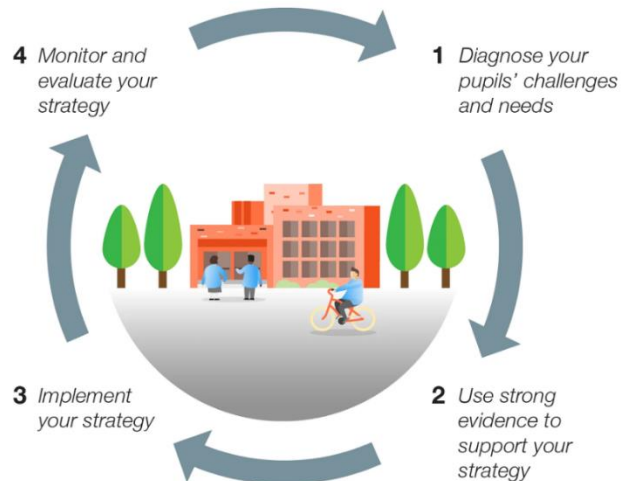 1 Diagnose your
pupils' challenges
and needs
2 Use strong
evidence to
support your
strategy
3 Implement
your strategy
4 Monitor and
evaluate your
strategy